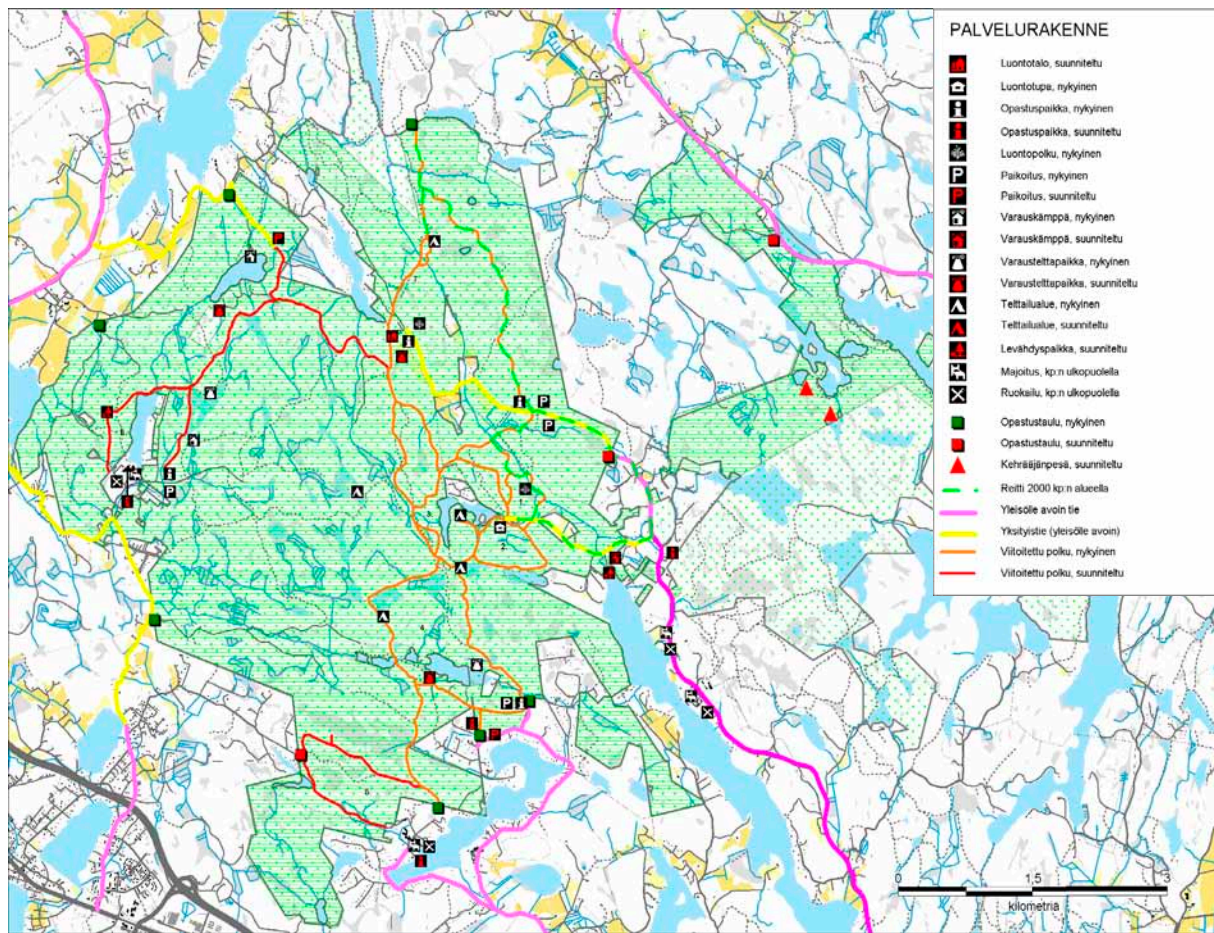 PALVELURAKENNE
Luontotalo, suunniteltu
Luontotupa, nykyinen
Opastuspaikka, nykyinen
Opastuspaikka, suunniteltu
Luontopolku, nykyinen
P Paikoitus, nykyinen
P Paikoitus, suunniteltu
Varauskämppä, nykyinen
Varauskämppä, suunniteltu
Varaustelttapaikka, nykyinen
Varaustelttapaikka, suunniteltu
Telttailualue, nykyinen
Telttailualue, suunniteltu
Levähdyspaikka, suunniteltu
Majoitus, kp:n ulkopuolella
Ruokailu, kp:n ulkopuolella
Opastustaulu, nykyinen
Opastustaulu, suunniteltu
Kehrääjänpesä, suunniteltu
Reitti 2000 kp:n alueella
Yleisölle avoin tie
Yksityistie (yleisölle avoin)
Viitoitettu polku, nykyinen
Viitoitettu polku, suunniteltu
P
P
P
P
P
P
0 1,5 3
kilometriä